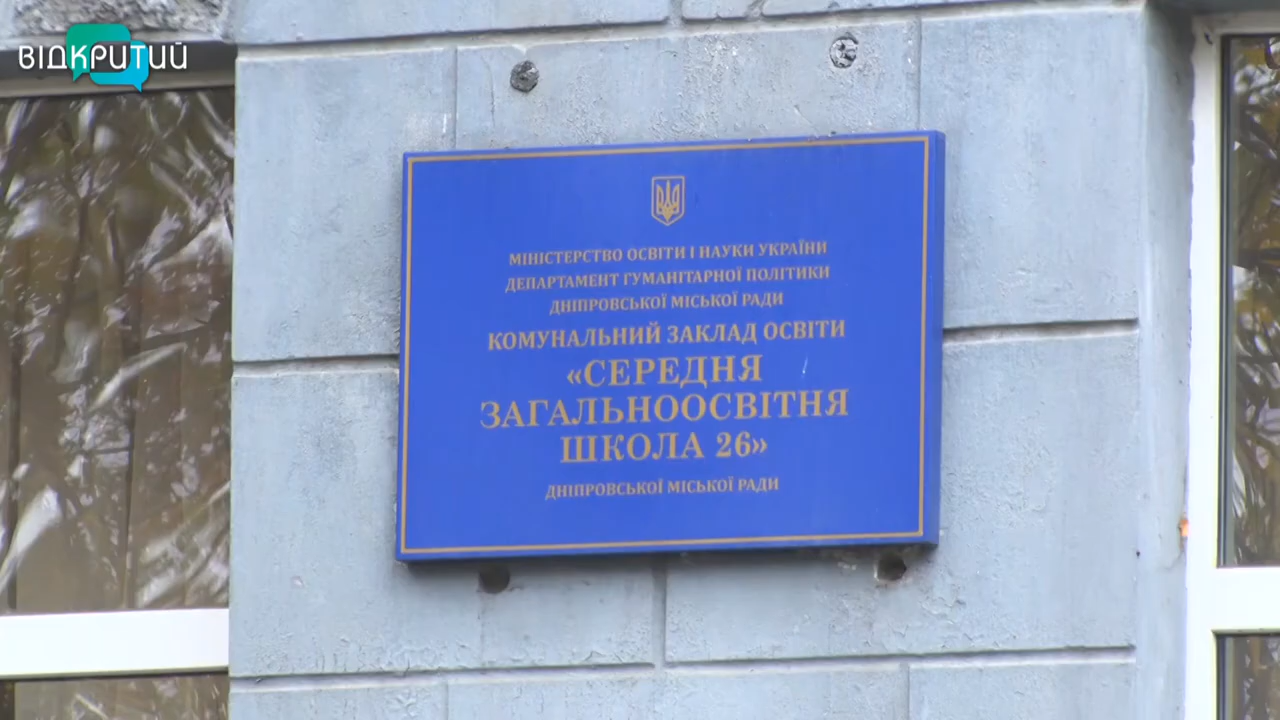 ВІДКРИТИЙ
МІНІСТЕРСТВО ОСВІТИ І НАУКИ УКРАЇНИ
ДЕПАРТАМЕНТ ГУМАНІТАРНОЇ ПОЛІТИКИ
ДНІПРОВСЬКОЇ МІСЬКОЇ РАДИ
КОМУНАЛЬНИЙ ЗАКЛАД ОСВІТИ
«СЕРЕДНЯ
ЗАГАЛЬНООСВІТНЯ
ШКОЛА 26»
ДНІПРОВСЬКОЇ МІСЬКОЇ РАДИ